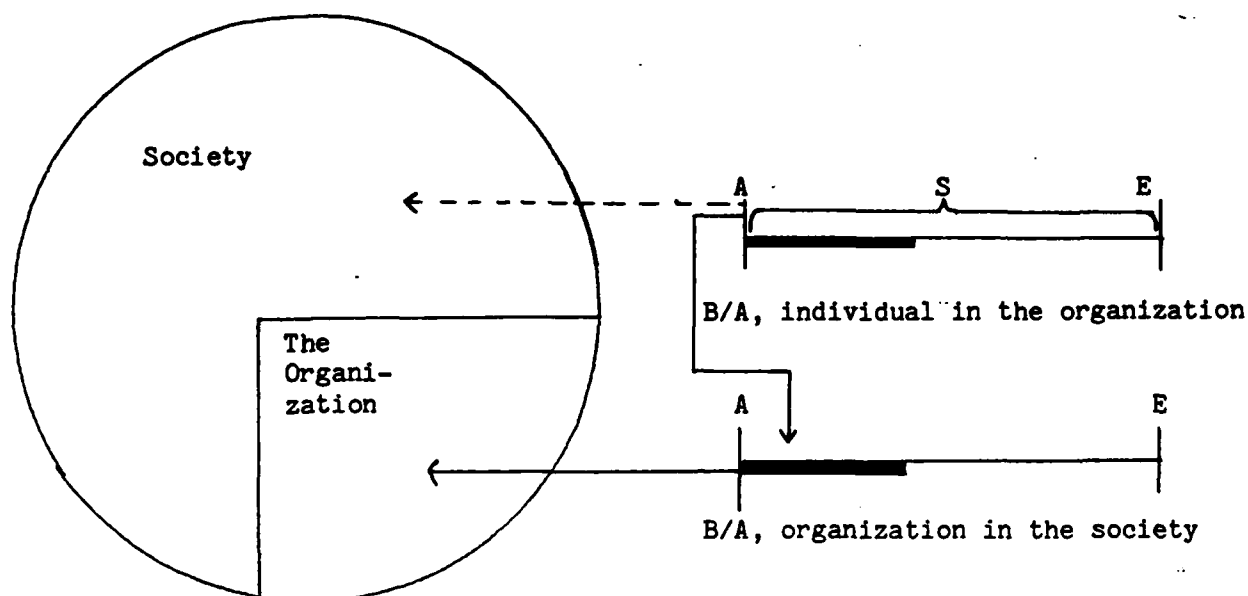 Society
The
Organi-
zation
A S E
B/A, individual in the organization
A E
B/A, organization in the society